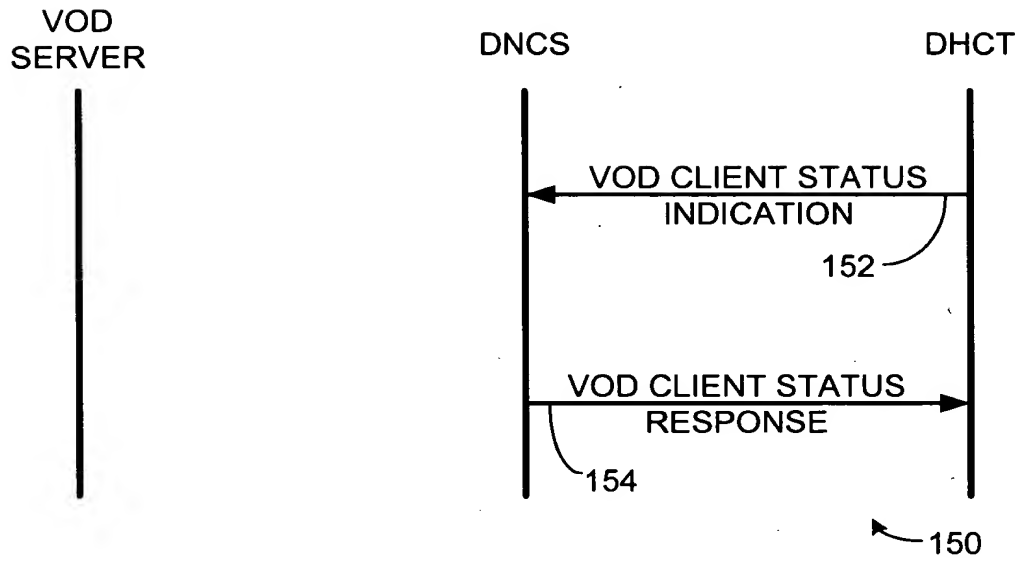 VOD
SERVER
DNCS
DHCT
VOD CLIENT STATUS
INDICATION
152
VOD CLIENT STATUS
RESPONSE
154
150